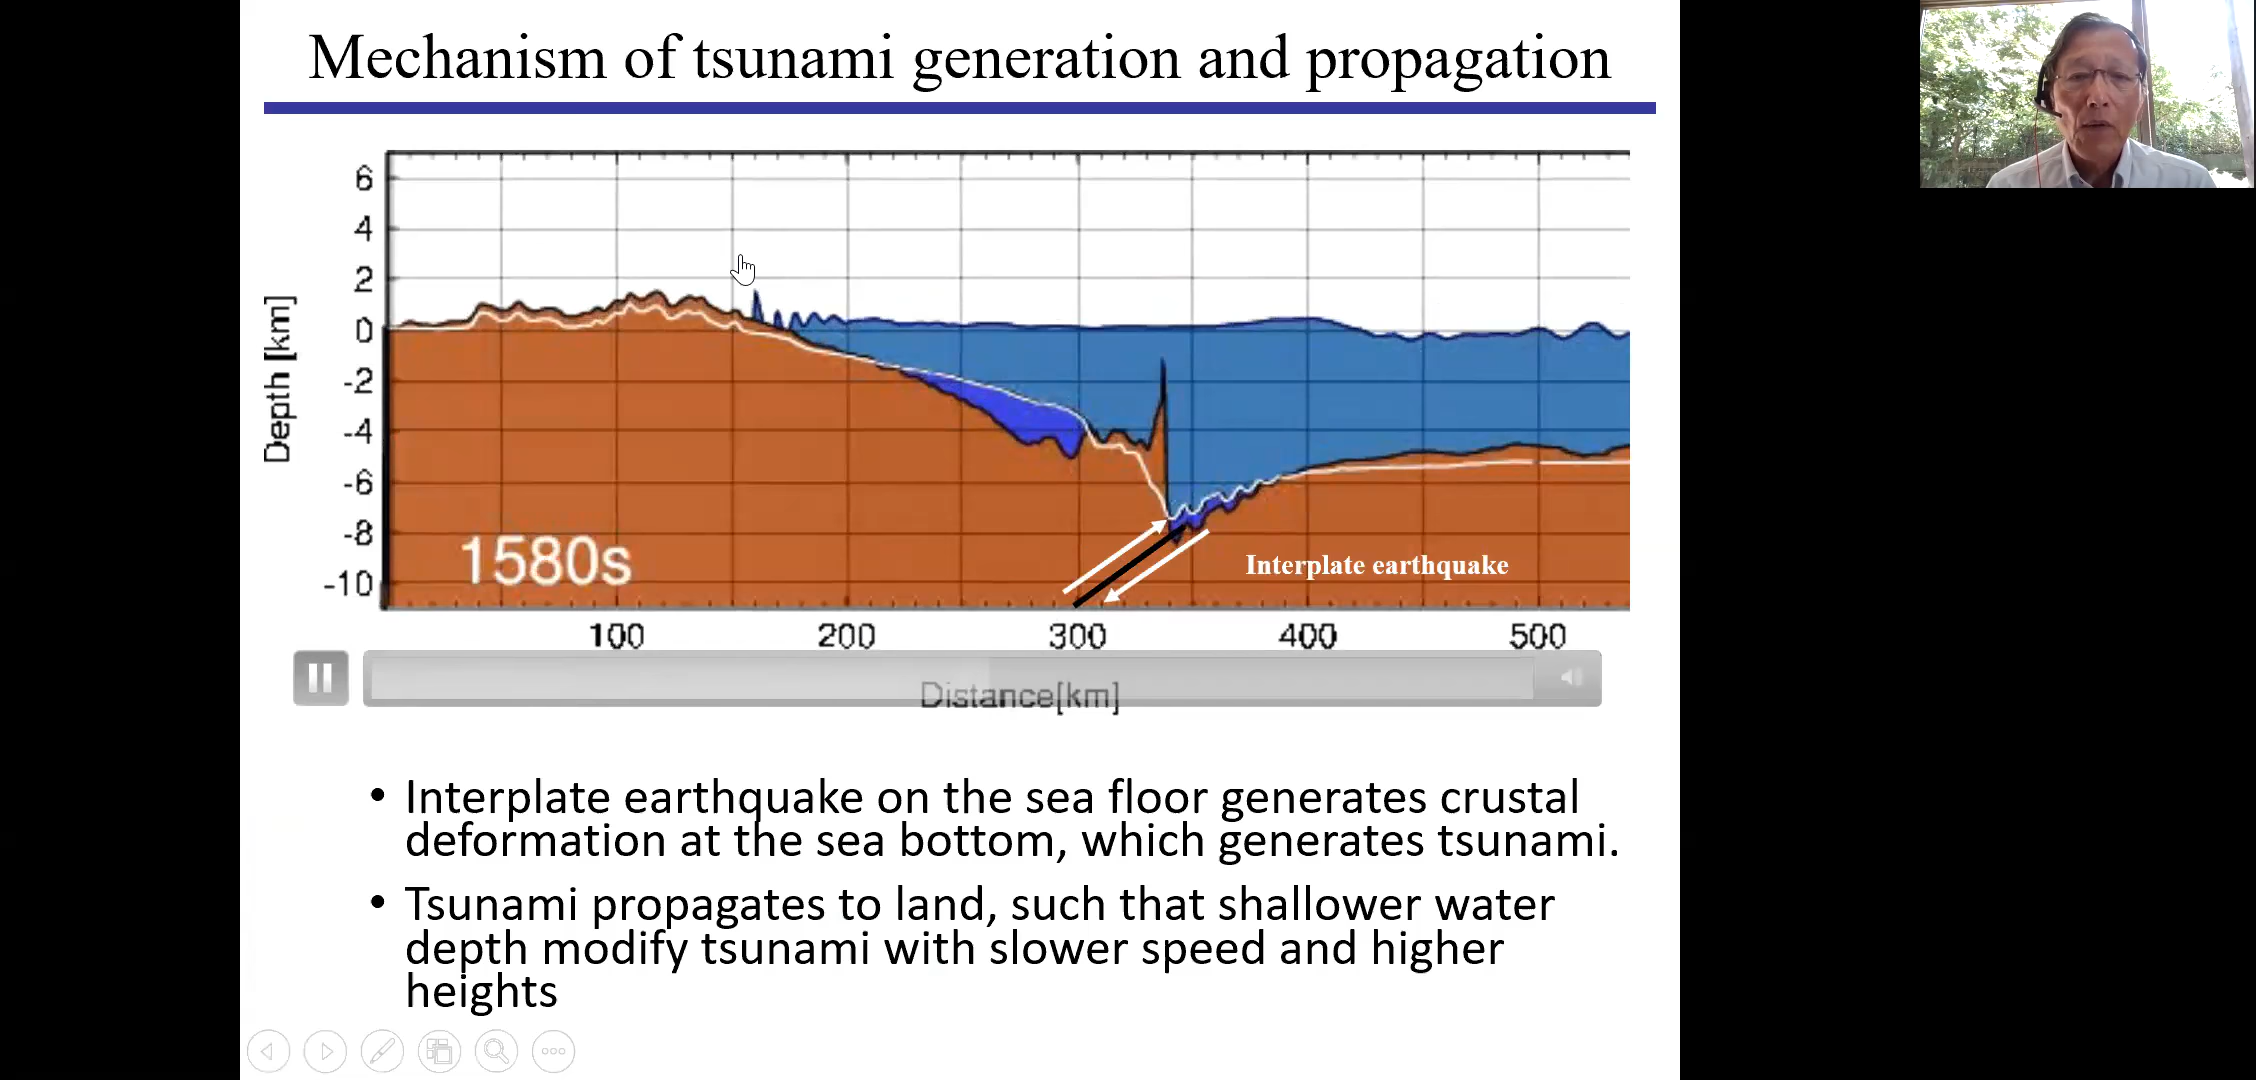 Mechanism of tsunami generation and propagation
6
4
2
0
-2
-4
-6
-8
-10
Depth [km]
1580s
Interplate earthquake
100 200 300 400 500
Distance[km]
• Interplate earthquake on the sea floor generates crustal
deformation at the sea bottom, which generates tsunami.
• Tsunami propagates to land, such that shallower water
depth modify tsunami with slower speed and higher
heights